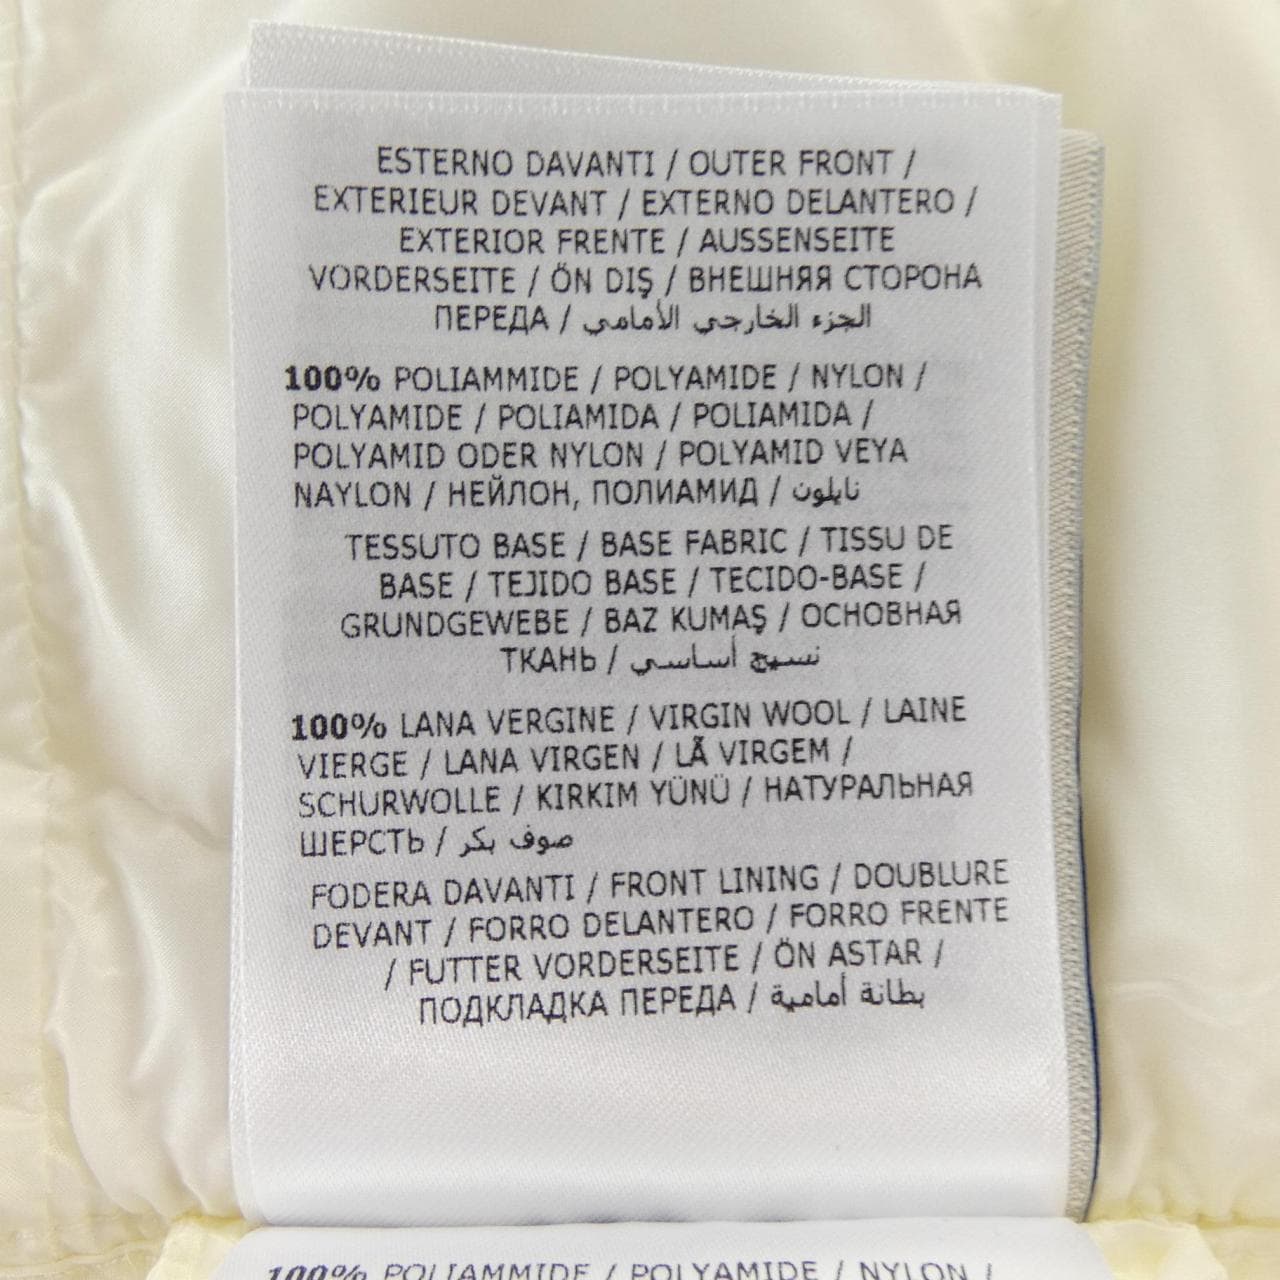 ESTERNO DAVANTI / OUTER FRONT /
EXTERIEUR DEVANT / EXTERNO DELANTERO /
EXTERIOR FRENTE / AUSSENSEITE
VORDERSEITE / ÖN DIŞ / ВНЕШНЯЯ СТОРОНА
ПЕРЕДА / الجزء الخارجي الأمامي
100% POLIAMMIDE / POLYAMIDE / NYLON /
POLYAMIDE / POLIAMIDA / POLIAMIDA /
POLYAMID ODER NYLON / POLYAMID VEYA
NAYLON / НЕЙЛОН, ПОЛИАМИД / نايلون
TESSUTO BASE / BASE FABRIC / TISSU DE
BASE / TEJIDO BASE / TECIDO-BASE /
GRUNDGEWEBE / BAZ KUMAŞ / ОСНОВНАЯ
ТКАНЬ / نسيج أساسي
100% LANA VERGINE / VIRGIN WOOL / LAINE
VIERGE / LANA VIRGEN / LÃ VIRGEM /
SCHURWOLLE / KIRKIM YÜNÜ / НАТУРАЛЬНАЯ
ШЕРСТЬ / صوف بكر
FODERA DAVANTI / FRONT LINING / DOUBLURE
DEVANT / FORRO DELANTERO / FORRO FRENTE
/ FUTTER VORDERSEITE / ÖN ASTAR /
ПОДКЛАДКА ПЕРЕДА / بطانة أمامية
100% POLIAMMIDE / POLYAMIDE / NYLON /